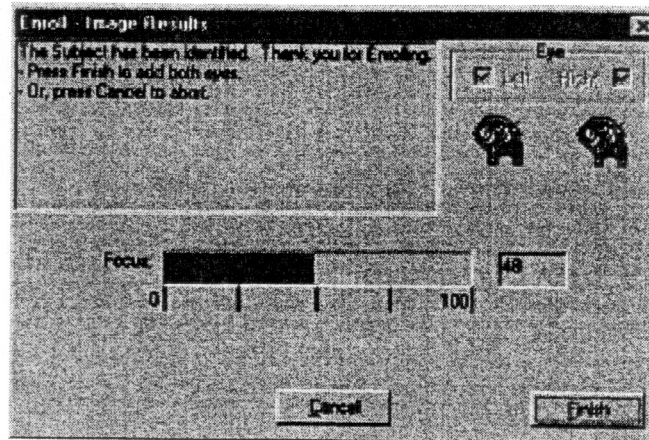 Enroll - Image Results
The Subject has been identified. Thank you for Enrolling.
- Press Finish to add both eyes.
- Or, press Cancel to abort.
Eye
Left Right
Focus:
48
0 100
Cancel Finish